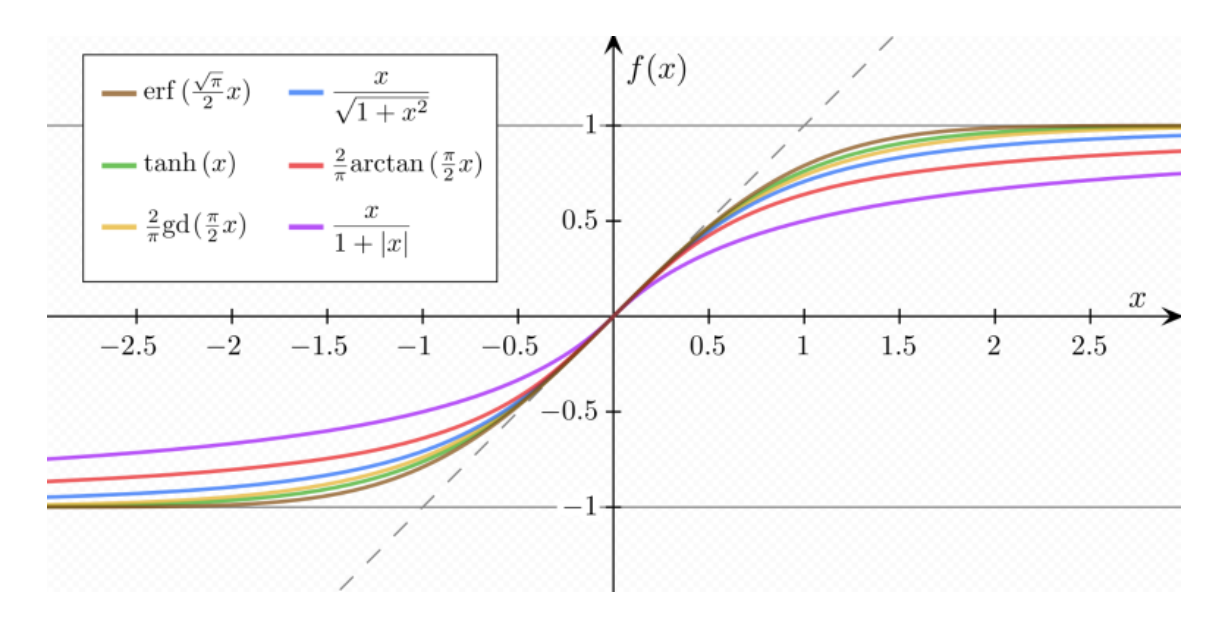 f(x)
erf (√π/2 x)
x/√(1 + x²)
1
tanh (x)
2/π arctan (π/2 x)
2/π gd(π/2 x)
x/(1 + |x|)
0.5
x
−2.5 −2 −1.5 −1 −0.5 0.5 1 1.5 2 2.5
−0.5
−1